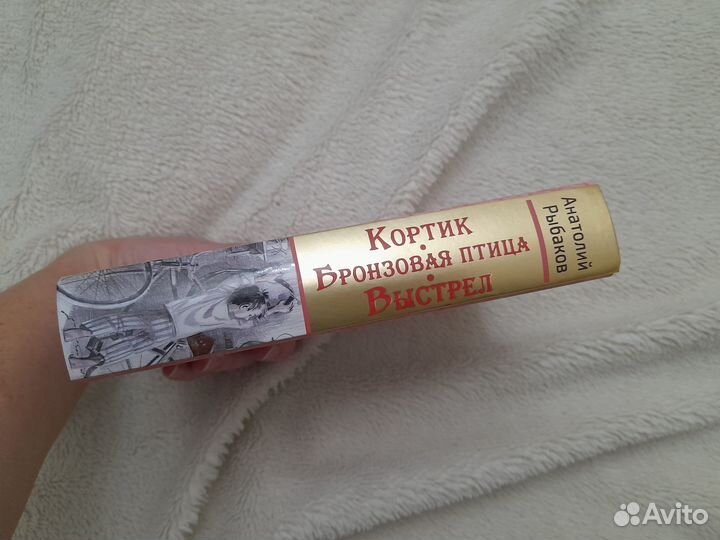 Анатолий
Рыбаков
Кортик
Бронзовая птица
Выстрел
Avito